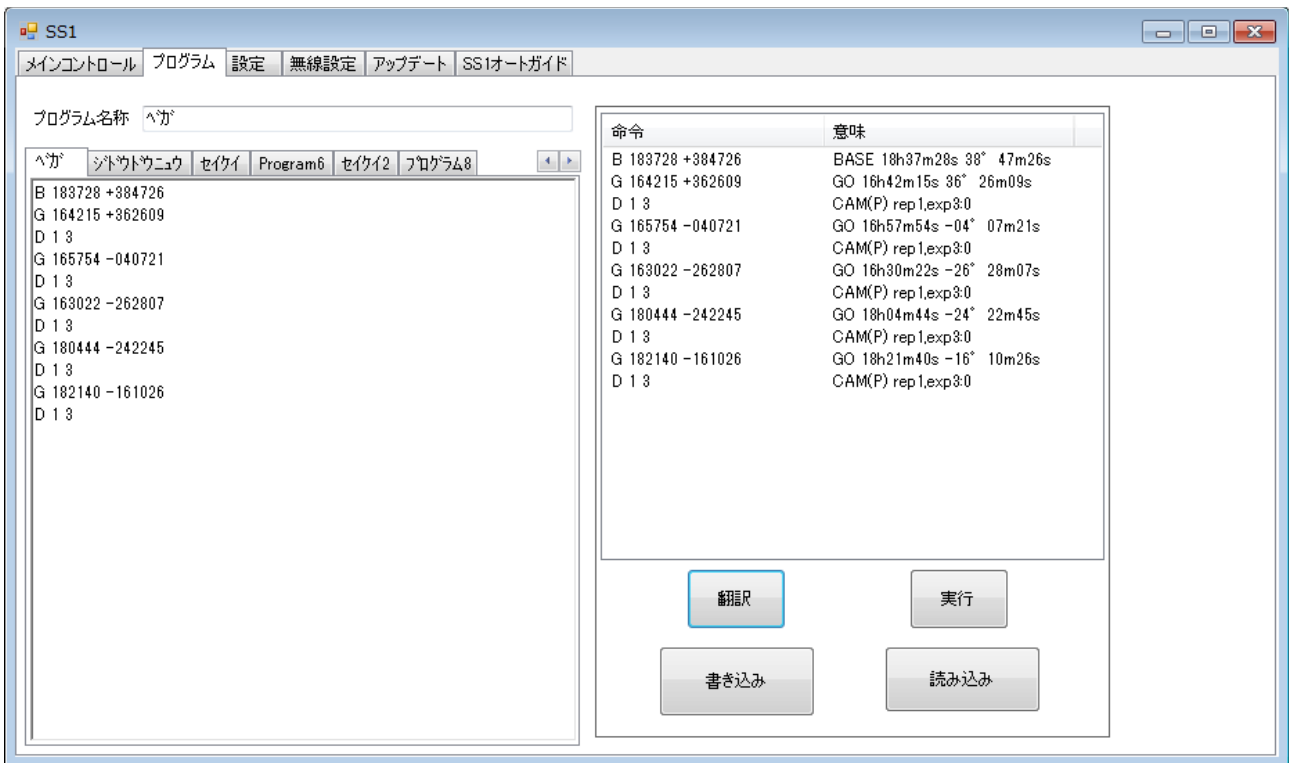 SS1
メインコントロール プログラム 設定 無線設定 アップデート SS1オートガイド
プログラム名称 ベガ
ベガ ジドウドウニュウ セイケイ Program6 セイケイ2 プログラム8
B 183728 +384726
G 164215 +362609
D 1 3
G 165754 -040721
D 1 3
G 163022 -262807
D 1 3
G 180444 -242245
D 1 3
G 182140 -161026
D 1 3
命令 意味
B 183728 +384726 BASE 18h37m28s 38° 47m26s
G 164215 +362609 GO 16h42m15s 36° 26m09s
D 1 3 CAM(P) rep1,exp3:0
G 165754 -040721 GO 16h57m54s -04° 07m21s
D 1 3 CAM(P) rep1,exp3:0
G 163022 -262807 GO 16h30m22s -26° 28m07s
D 1 3 CAM(P) rep1,exp3:0
G 180444 -242245 GO 18h04m44s -24° 22m45s
D 1 3 CAM(P) rep1,exp3:0
G 182140 -161026 GO 18h21m40s -16° 10m26s
D 1 3 CAM(P) rep1,exp3:0
翻訳 実行
書き込み 読み込み